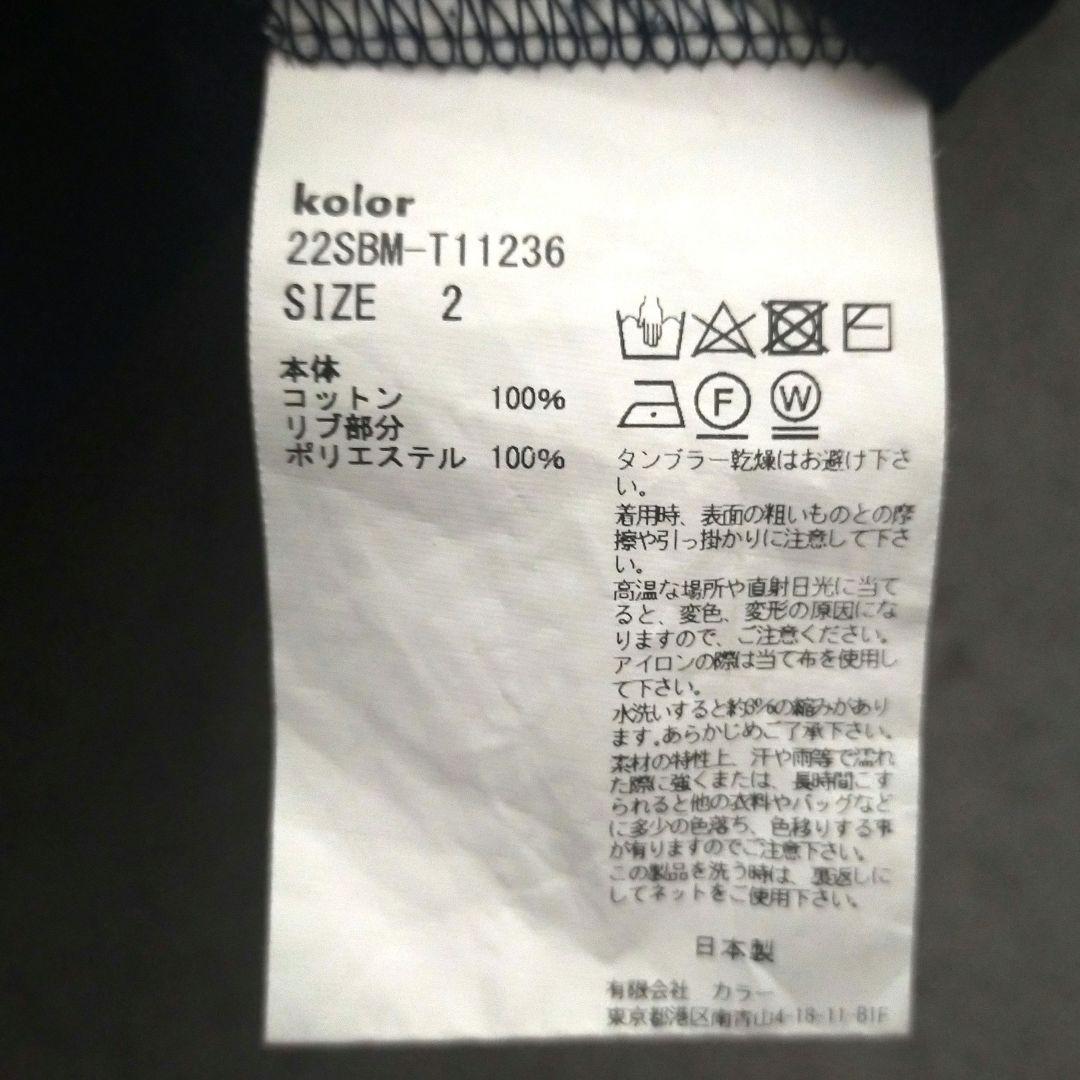 kolor
22SBM-T11236
SIZE 2
本体
コットン 100%
リブ部分
ポリエステル 100%
F W
タンブラー乾燥はお避け下さ
い。
着用時、表面の粗いものとの摩
擦や引っ掛かりに注意して下さ
い。
高温な場所や直射日光に当て
ると、変色、変形の原因にな
りますので、ご注意ください。
アイロンの際は当て布を使用し
て下さい。
水洗いすると約3%の縮みがあり
ます。あらかじめご了承下さい。
素材の特性上、汗や雨等で濡れ
た際に強くまたは、長時間こす
られると他の衣料やバッグなど
に多少の色落ち、色移りする事
が有りますのでご注意下さい。
この製品を洗う時は、裏返しに
してネットをご使用下さい。
日本製
有限会社 カラー
東京都港区南青山4-18-11-B1F